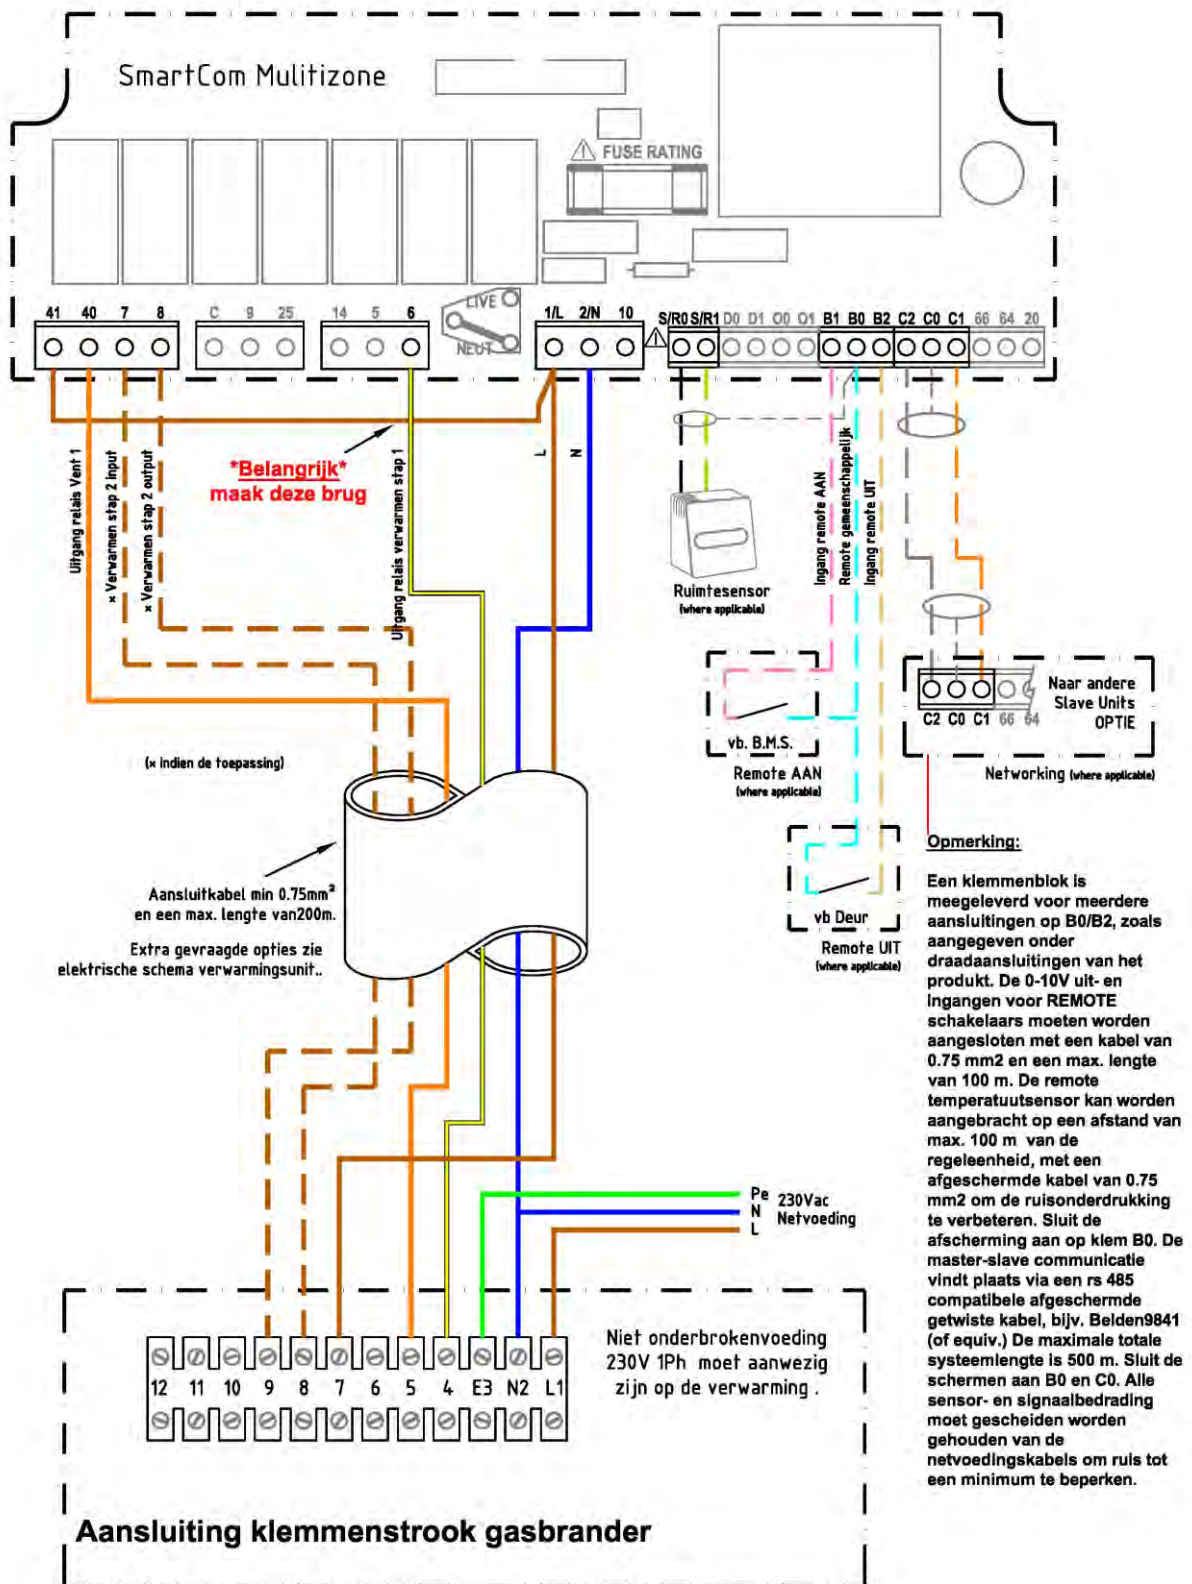 SmartCom Mulitizone
FUSE RATING
LIVE
NEUT
41 40 7 8 C 9 25 14 5 6 1/L 2/N 10 S/R0 S/R1 D0 D1 O0 O1 B1 B0 B2 C2 C0 C1 66 64 20
*Belangrijk*
maak deze brug
Uitgang relais Vent 1
× Verwarmen stap 2 input
× Verwarmen stap 2 output
Uitgang relais verwarmen stap 1
L
N
Ingang remote AAN
Remote gemeenschappelijk
Ingang remote UIT
Ruimtesensor
(where applicable)
vb. B.M.S.
Remote AAN
(where applicable)
vb Deur
Remote UIT
(where applicable)
C2 C0 C1 66 64
Naar andere
Slave Units
OPTIE
Networking (where applicable)
(× indien de toepassing)
Aansluitkabel min 0.75mm²
en een max. lengte van200m.
Extra gevraagde opties zie
elektrische schema verwarmingsunit..
Opmerking:
Een klemmenblok is
meegeleverd voor meerdere
aansluitingen op B0/B2, zoals
aangegeven onder
draadaansluitingen van het
produkt. De 0-10V uit- en
ingangen voor REMOTE
schakelaars moeten worden
aangesloten met een kabel van
0.75 mm2 en een max. lengte
van 100 m. De remote
temperatuutsensor kan worden
aangebracht op een afstand van
max. 100 m van de
regeleenheid, met een
afgeschermde kabel van 0.75
mm2 om de ruisonderdrukking
te verbeteren. Sluit de
afscherming aan op klem B0. De
master-slave communicatie
vindt plaats via een rs 485
compatibele afgeschermde
getwiste kabel, bijv. Belden9841
(of equiv.) De maximale totale
systeemlengte is 500 m. Sluit de
schermen aan B0 en C0. Alle
sensor- en signaalbedrading
moet gescheiden worden
gehouden van de
netvoedingskabels om ruis tot
een minimum te beperken.
Pe
N
L
230Vac
Netvoeding
12 11 10 9 8 7 6 5 4 E3 N2 L1
Niet onderbrokenvoeding
230V 1Ph moet aanwezig
zijn op de verwarming .
Aansluiting klemmenstrook gasbrander